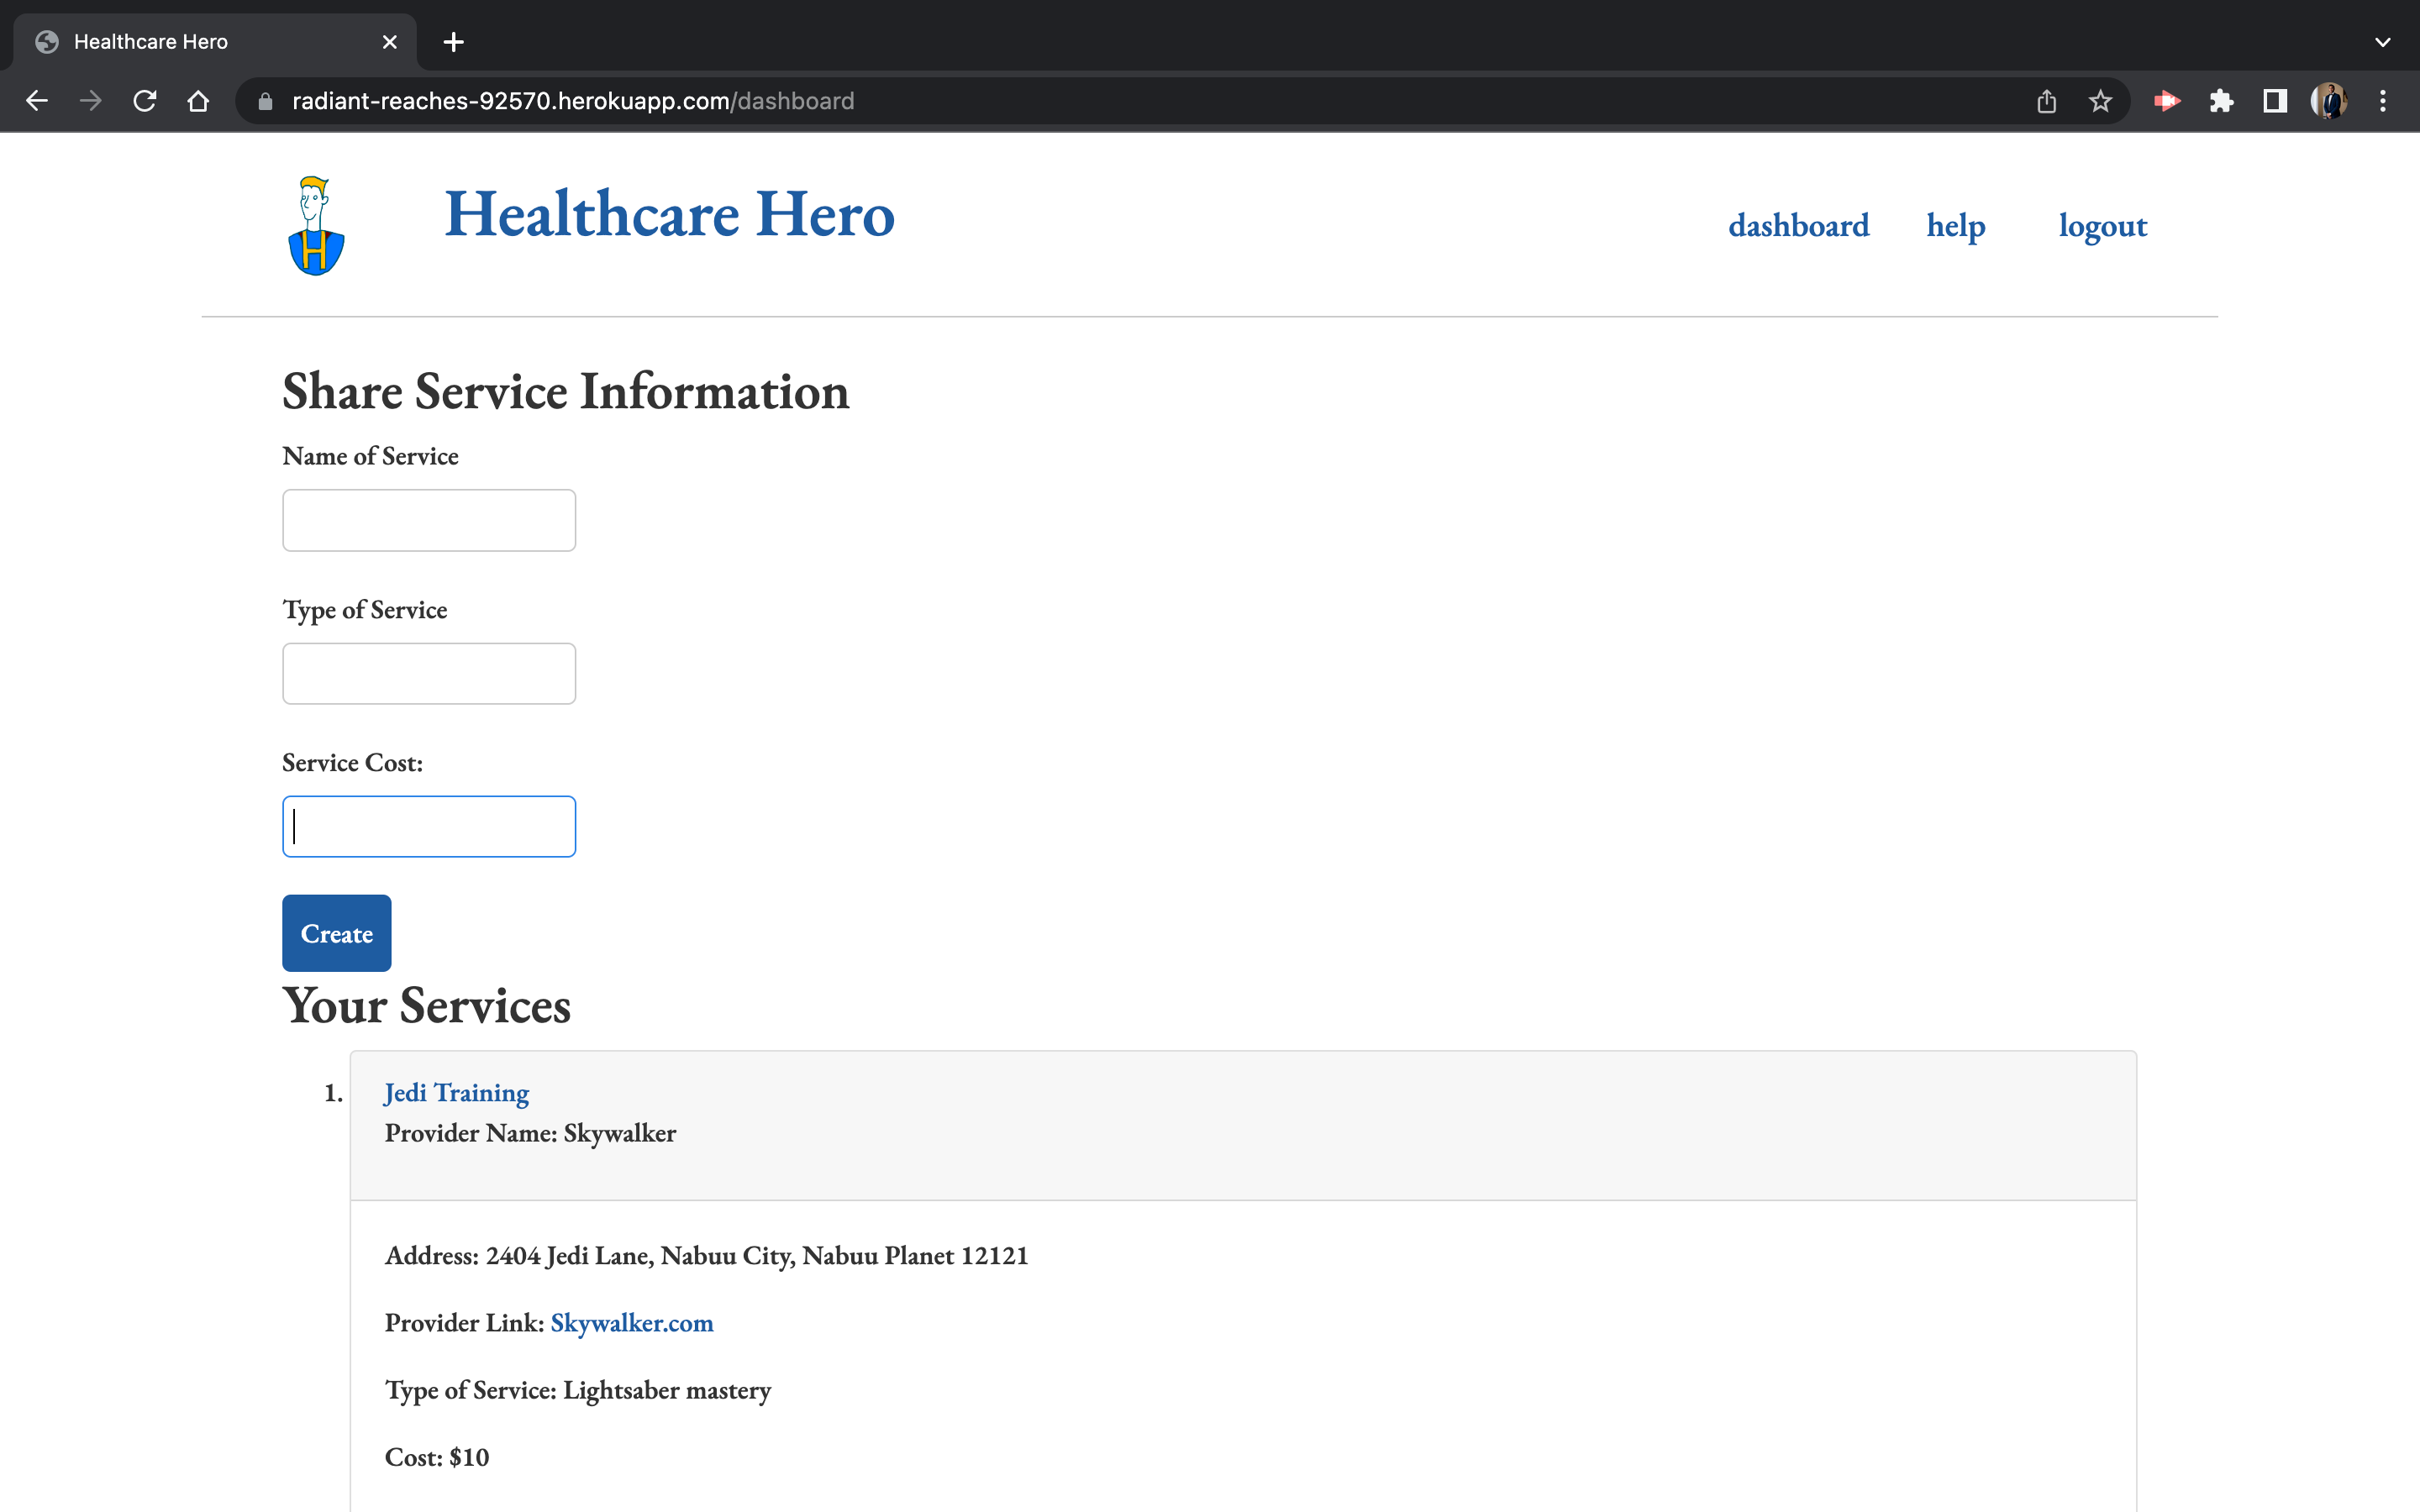 Healthcare Hero
radiant-reaches-92570.herokuapp.com/dashboard
H
Healthcare Hero
dashboard help logout
Share Service Information
Name of Service
Type of Service
Service Cost:
Create
Your Services
1. Jedi Training
Provider Name: Skywalker
Address: 2404 Jedi Lane, Nabuu City, Nabuu Planet 12121
Provider Link: Skywalker.com
Type of Service: Lightsaber mastery
Cost: $10